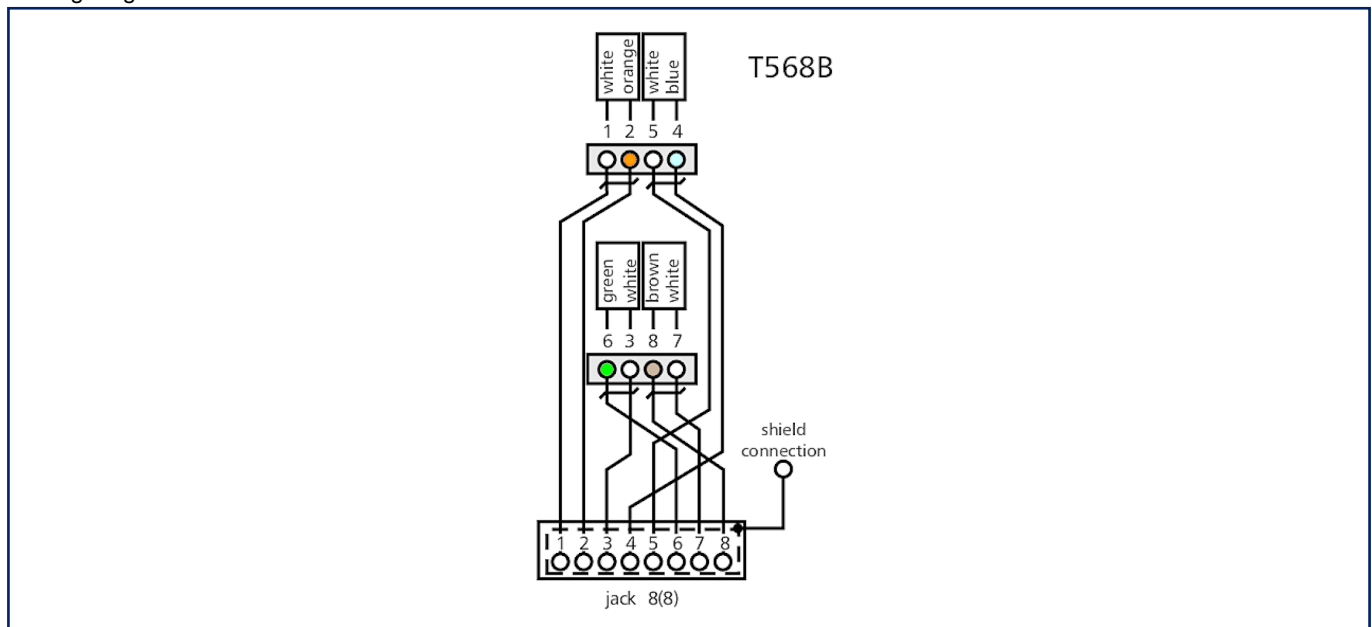 T568B
white orange white blue
1 2 5 4
green white brown white
6 3 8 7
shield
connection
1 2 3 4 5 6 7 8
jack 8(8)